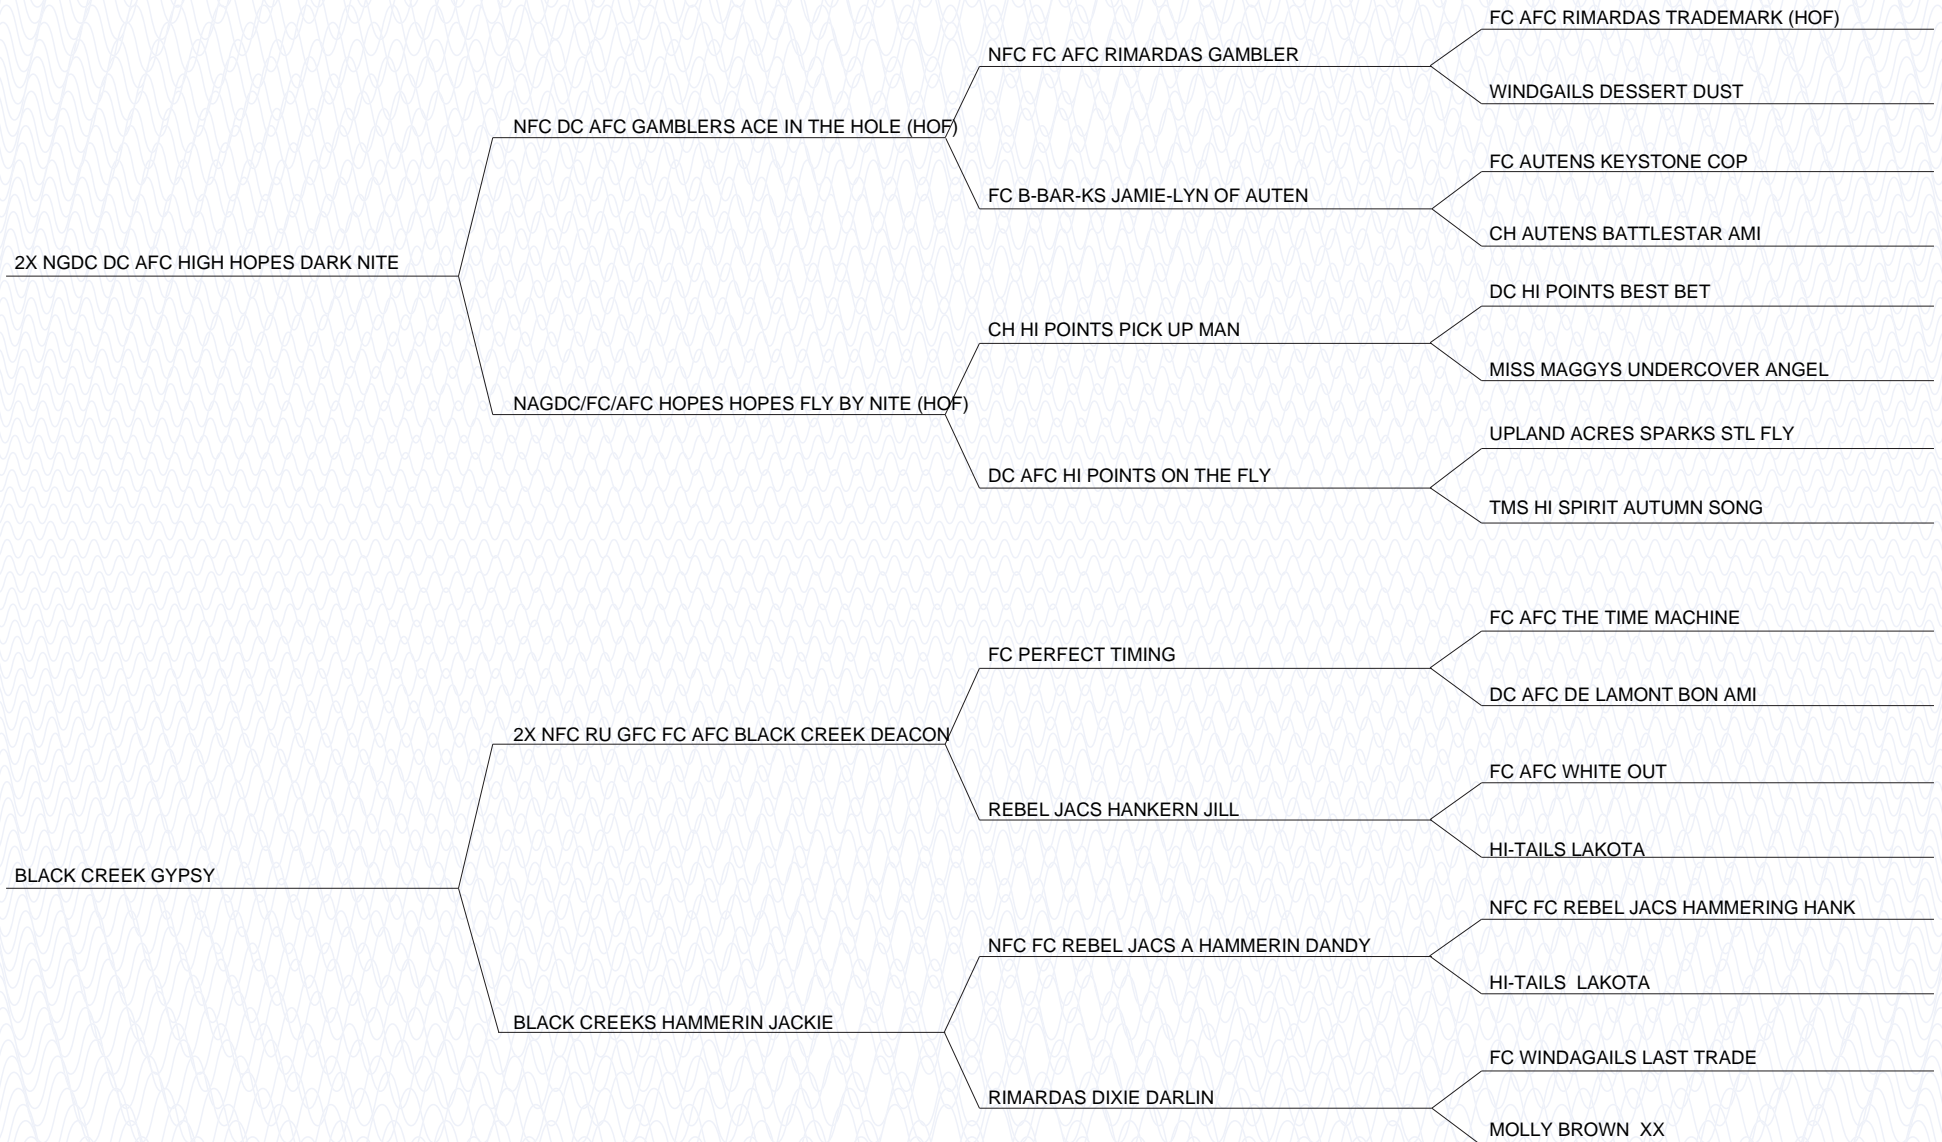 FC AFC RIMARDAS TRADEMARK (HOF)
NFC FC AFC RIMARDAS GAMBLER
WINDGAILS DESSERT DUST
NFC DC AFC GAMBLERS ACE IN THE HOLE (HOF)
FC AUTENS KEYSTONE COP
FC B-BAR-KS JAMIE-LYN OF AUTEN
CH AUTENS BATTLESTAR AMI
2X NGDC DC AFC HIGH HOPES DARK NITE
DC HI POINTS BEST BET
CH HI POINTS PICK UP MAN
MISS MAGGYS UNDERCOVER ANGEL
NAGDC/FC/AFC HOPES HOPES FLY BY NITE (HOF)
UPLAND ACRES SPARKS STL FLY
DC AFC HI POINTS ON THE FLY
TMS HI SPIRIT AUTUMN SONG
FC AFC THE TIME MACHINE
FC PERFECT TIMING
DC AFC DE LAMONT BON AMI
2X NFC RU GFC FC AFC BLACK CREEK DEACON
FC AFC WHITE OUT
REBEL JACS HANKERN JILL
HI-TAILS LAKOTA
BLACK CREEK GYPSY
NFC FC REBEL JACS HAMMERING HANK
NFC FC REBEL JACS A HAMMERIN DANDY
HI-TAILS  LAKOTA
BLACK CREEKS HAMMERIN JACKIE
FC WINDAGAILS LAST TRADE
RIMARDAS DIXIE DARLIN
MOLLY BROWN  XX